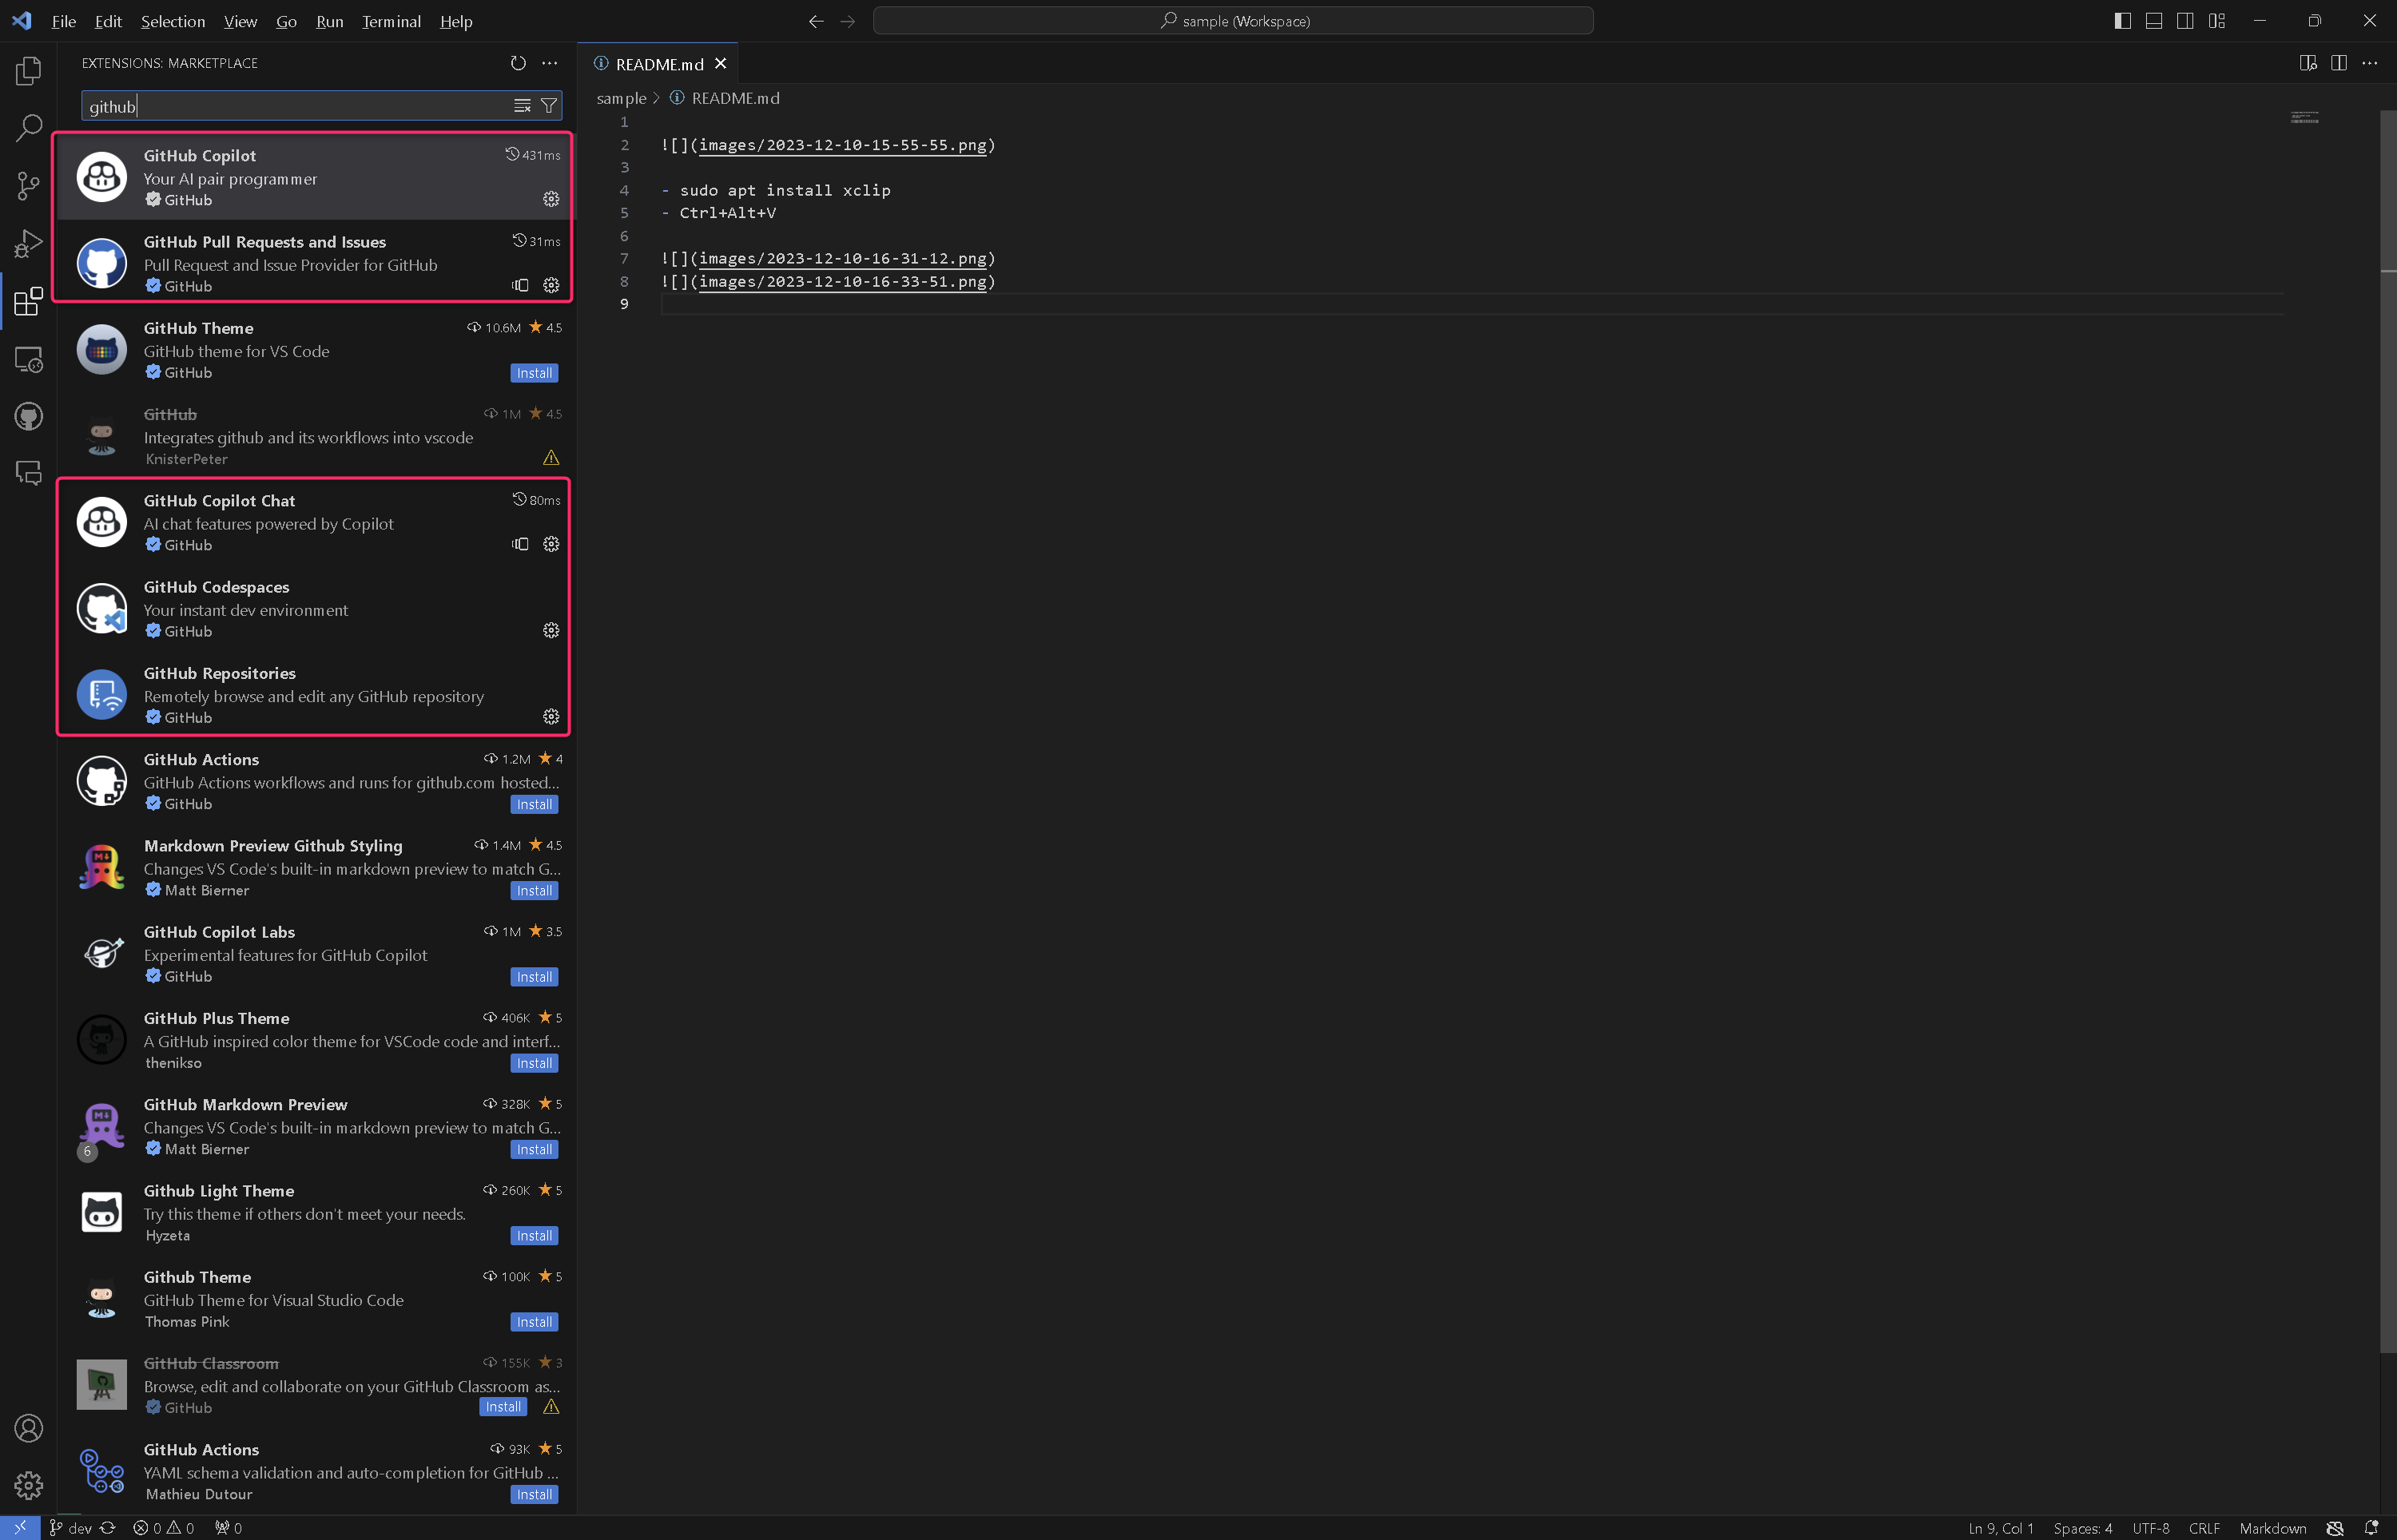 File Edit Selection View Go Run Terminal Help
sample (Workspace)
EXTENSIONS: MARKETPLACE
github
GitHub Copilot 431ms
Your AI pair programmer
GitHub
GitHub Pull Requests and Issues 31ms
Pull Request and Issue Provider for GitHub
GitHub
GitHub Theme 10.6M 4.5
GitHub theme for VS Code
GitHub Install
GitHub 1M 4.5
Integrates github and its workflows into vscode
KnisterPeter
GitHub Copilot Chat 80ms
AI chat features powered by Copilot
GitHub
GitHub Codespaces
Your instant dev environment
GitHub
GitHub Repositories
Remotely browse and edit any GitHub repository
GitHub
GitHub Actions 1.2M 4
GitHub Actions workflows and runs for github.com hosted...
GitHub Install
Markdown Preview Github Styling 1.4M 4.5
Changes VS Code's built-in markdown preview to match G...
Matt Bierner Install
GitHub Copilot Labs 1M 3.5
Experimental features for GitHub Copilot
GitHub Install
GitHub Plus Theme 406K 5
A GitHub inspired color theme for VSCode code and interf...
thenikso Install
GitHub Markdown Preview 328K 5
Changes VS Code's built-in markdown preview to match G...
6 Matt Bierner Install
Github Light Theme 260K 5
Try this theme if others don't meet your needs.
Hyzeta Install
Github Theme 100K 5
GitHub Theme for Visual Studio Code
Thomas Pink Install
GitHub Classroom 155K 3
Browse, edit and collaborate on your GitHub Classroom as...
GitHub Install
GitHub Actions 93K 5
YAML schema validation and auto-completion for GitHub ...
Mathieu Dutour Install
README.md
sample > README.md
1
2 ![](images/2023-12-10-15-55-55.png)
3
4 - sudo apt install xclip
5 - Ctrl+Alt+V
6
7 ![](images/2023-12-10-16-31-12.png)
8 ![](images/2023-12-10-16-33-51.png)
9
dev 0 0 0
Ln 9, Col 1 Spaces: 4 UTF-8 CRLF Markdown